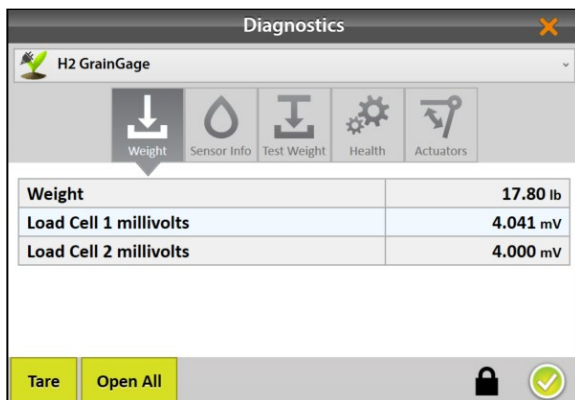 Diagnostics
H2 GrainGage
Weight Sensor Info Test Weight Health Actuators
Weight 17.80 lb
Load Cell 1 millivolts 4.041 mV
Load Cell 2 millivolts 4.000 mV
Tare Open All